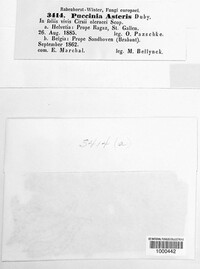 Rabenhorst-Winter, Fungi europaei.
3414. Puccinia Asteris Duby.
In foliis vivis Cirsii oleracei Scop.
a. Helvetia: Prope Ragaz, St. Gallen.
26. Aug. 1885. leg. O. Pazschke.
b. Belgia: Prope Sondhoven (Brabant).
September 1862.
com. E. Marchal. leg. M. Bellynck.
3414 a
1000442